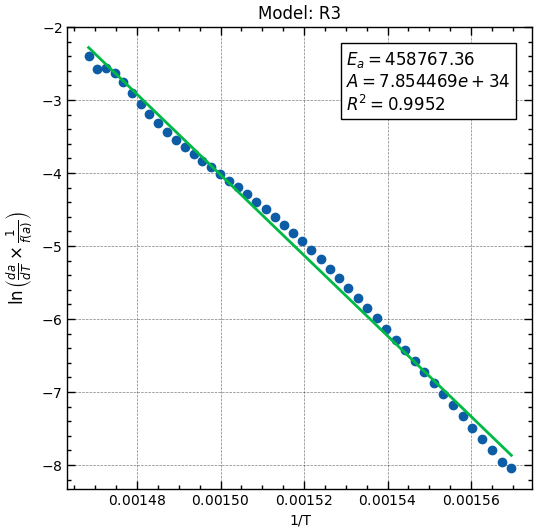 Model: R3
−2
−3
−4
−5
−6
−7
−8
ln(da/dT × 1/f(a))
E_a = 458767.36
A = 7.854469e + 34
R² = 0.9952
0.00148 0.00150 0.00152 0.00154 0.00156
1/T